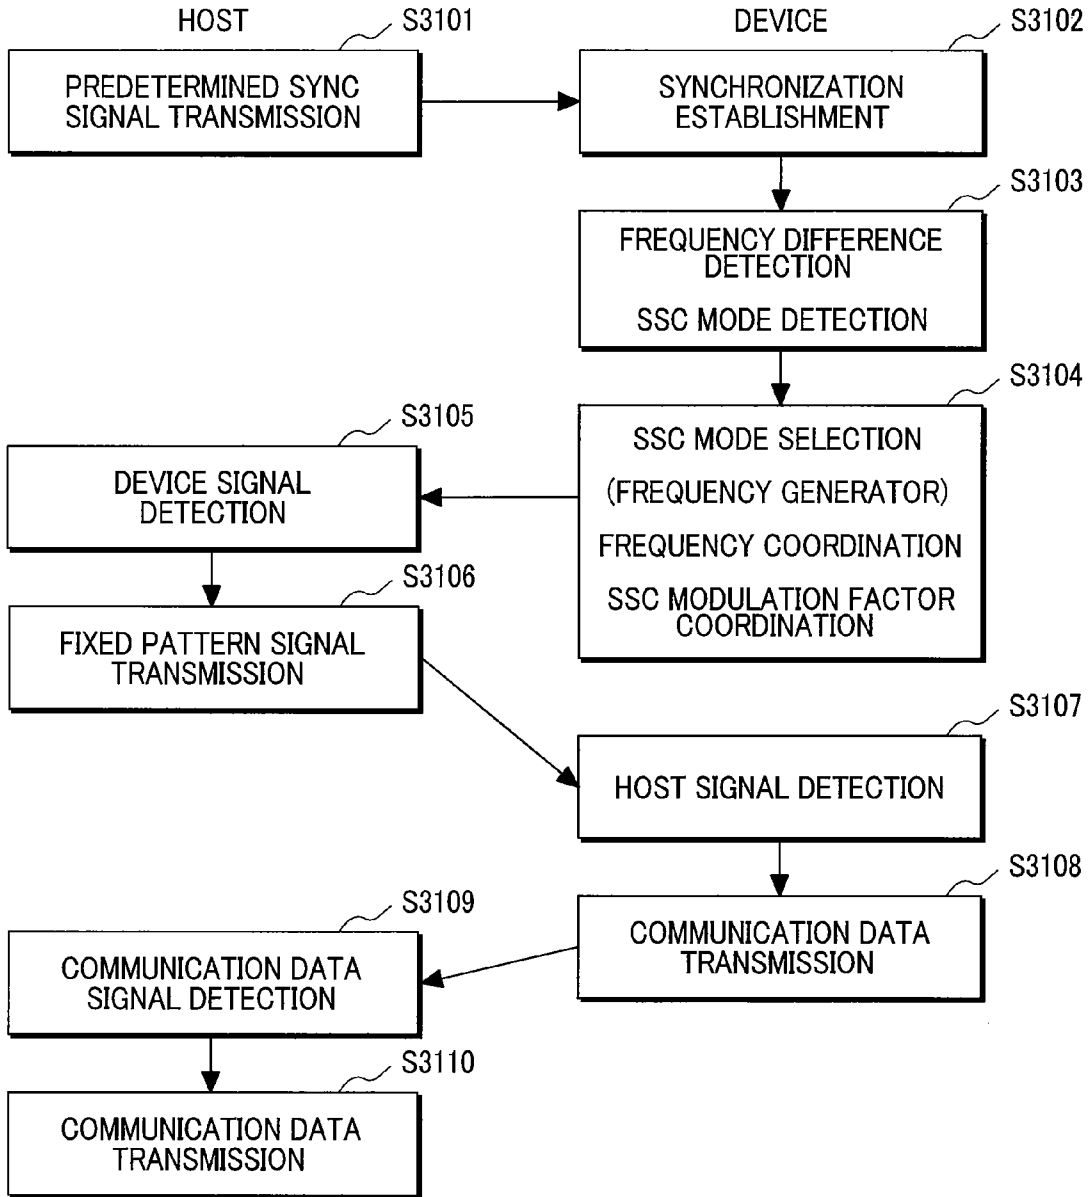 HOST
DEVICE
S3101
PREDETERMINED SYNC
SIGNAL TRANSMISSION
S3102
SYNCHRONIZATION
ESTABLISHMENT
S3103
FREQUENCY DIFFERENCE
DETECTION
SSC MODE DETECTION
S3104
SSC MODE SELECTION
(FREQUENCY GENERATOR)
FREQUENCY COORDINATION
SSC MODULATION FACTOR
COORDINATION
S3105
DEVICE SIGNAL
DETECTION
S3106
FIXED PATTERN SIGNAL
TRANSMISSION
S3107
HOST SIGNAL DETECTION
S3108
COMMUNICATION DATA
TRANSMISSION
S3109
COMMUNICATION DATA
SIGNAL DETECTION
S3110
COMMUNICATION DATA
TRANSMISSION